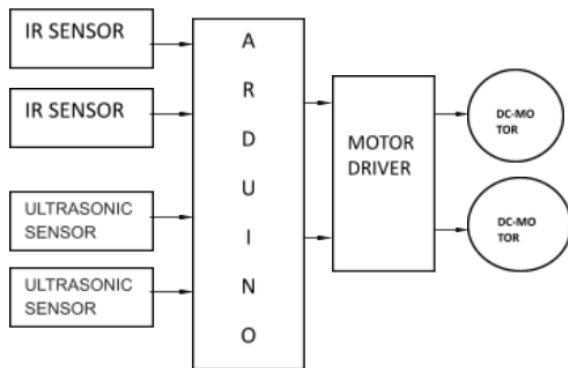 IR SENSOR
IR SENSOR
ULTRASONIC
SENSOR
ULTRASONIC
SENSOR
A
R
D
U
I
N
O
MOTOR
DRIVER
DC-MO
TOR
DC-MO
TOR